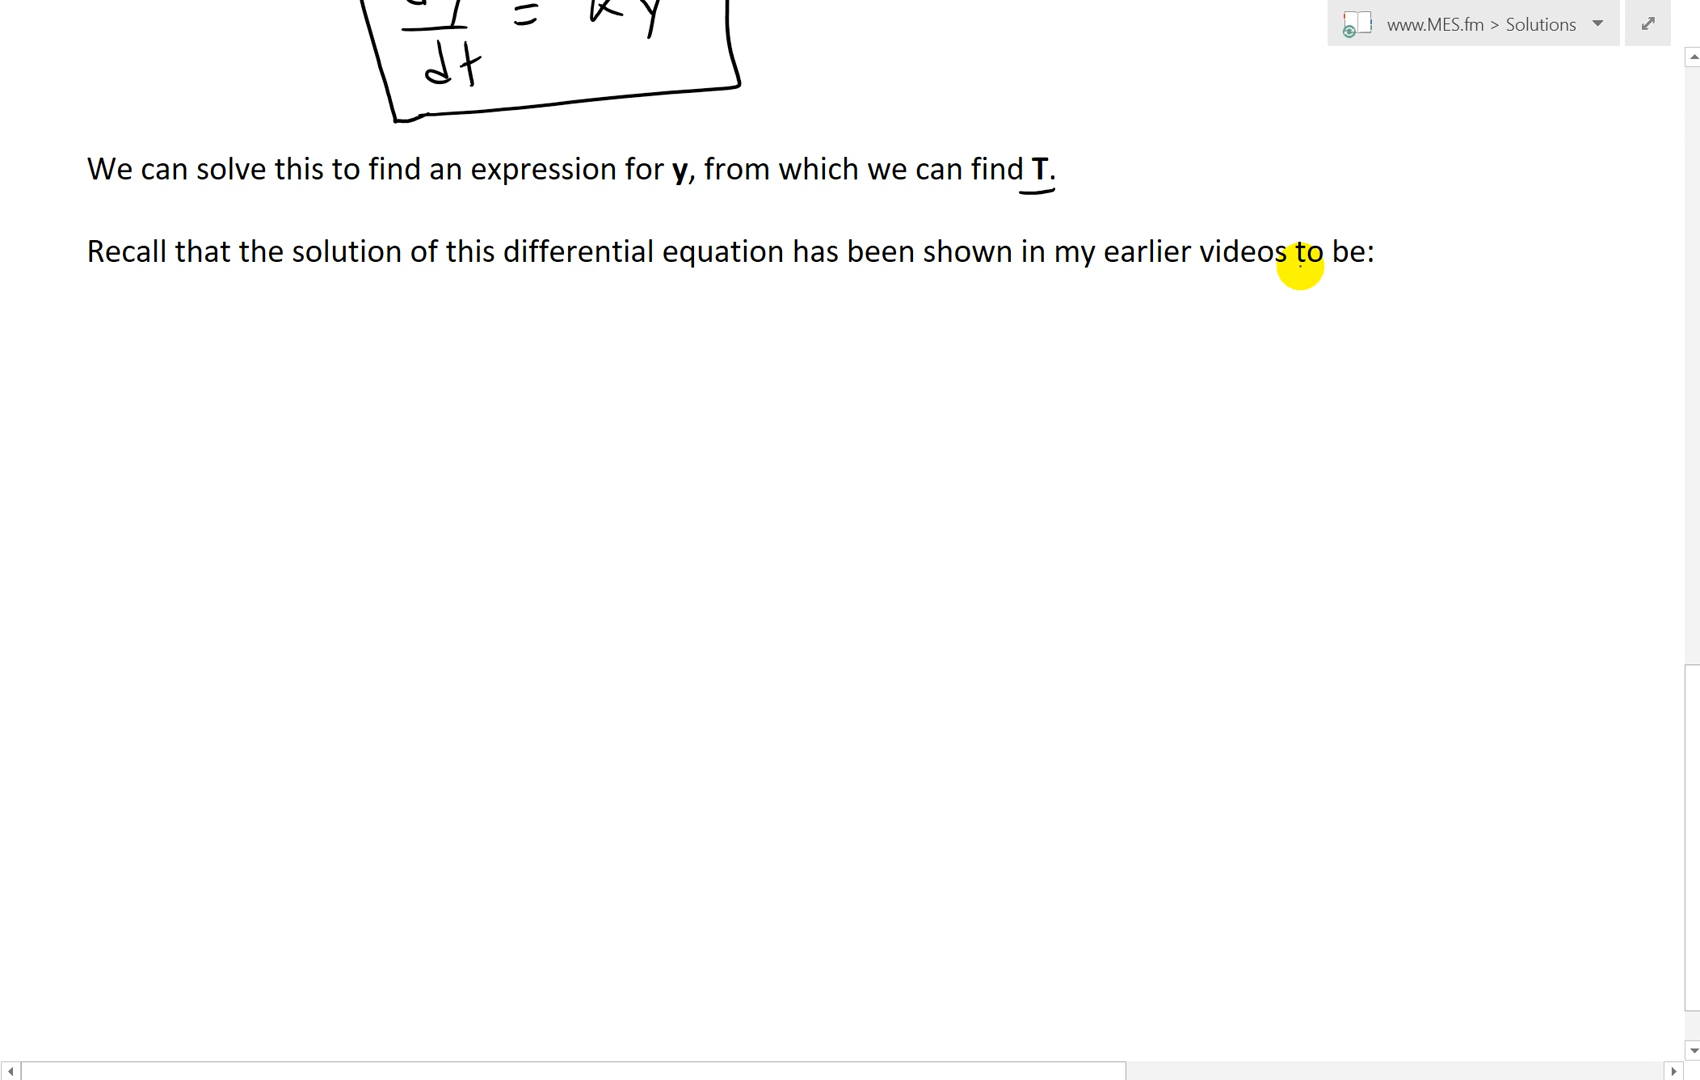 www.MES.fm > Solutions
= ky
dt
We can solve this to find an expression for y, from which we can find T.
Recall that the solution of this differential equation has been shown in my earlier videos to be: